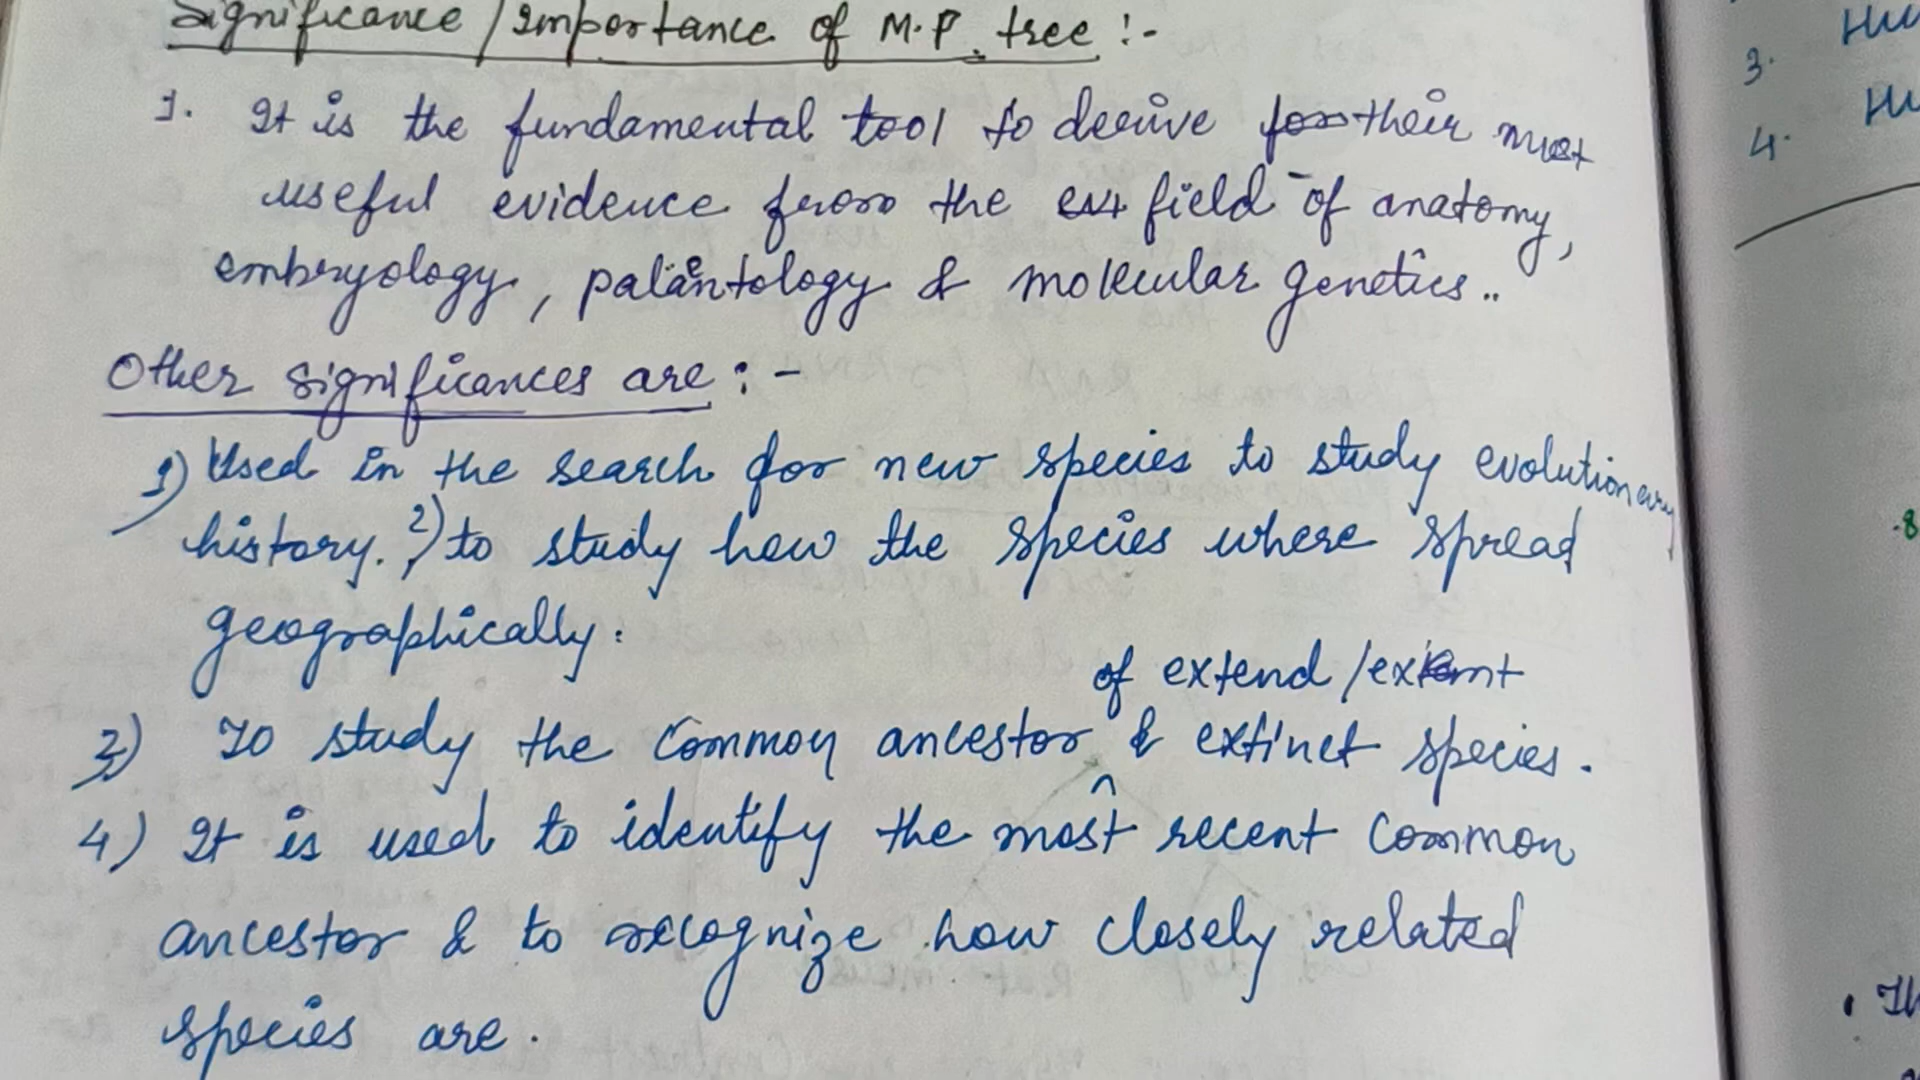 Significance / Importance of M.P. tree :-
1. It is the fundamental tool to derive for their most
useful evidence from the ext field of anatomy,
embryology, palantology & molecular genetics..
Other significances are :-
1) Used in the search for new species to study evolutionary
history. 2) to study how the species where spread
geographically.
of extend / extent
3) To study the common ancestor & extinct species.
4) It is used to identify the most recent common
ancestor & to recognize how closely related
species are.
3.
4.